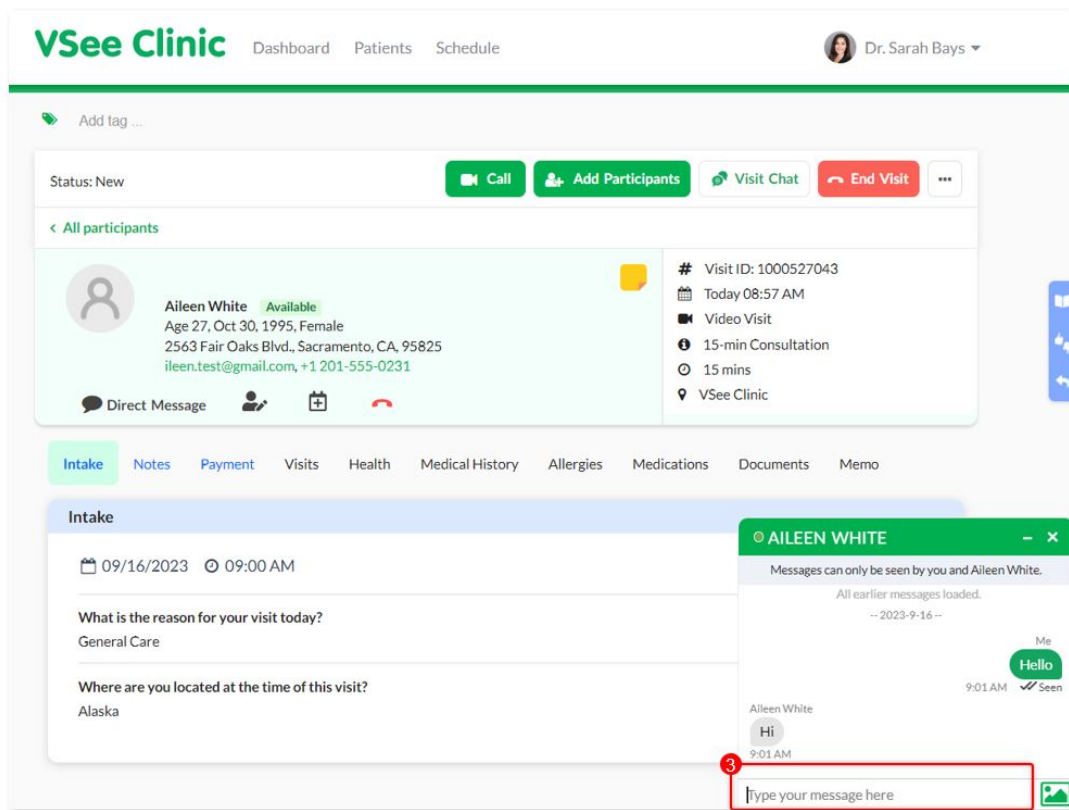 VSee Clinic Dashboard Patients Schedule Dr. Sarah Bays
Add tag ...
Status: New Call Add Participants Visit Chat End Visit ...
< All participants
Aileen White Available
Age 27, Oct 30, 1995, Female
2563 Fair Oaks Blvd., Sacramento, CA, 95825
ileen.test@gmail.com, +1 201-555-0231
Direct Message
# Visit ID: 1000527043
Today 08:57 AM
Video Visit
15-min Consultation
15 mins
VSee Clinic
Intake Notes Payment Visits Health Medical History Allergies Medications Documents Memo
Intake
09/16/2023 09:00 AM
What is the reason for your visit today?
General Care
Where are you located at the time of this visit?
Alaska
AILEEN WHITE
Messages can only be seen by you and Aileen White.
All earlier messages loaded.
-- 2023-9-16 --
Me
Hello
9:01 AM Seen
Aileen White
Hi
9:01 AM
3
Type your message here